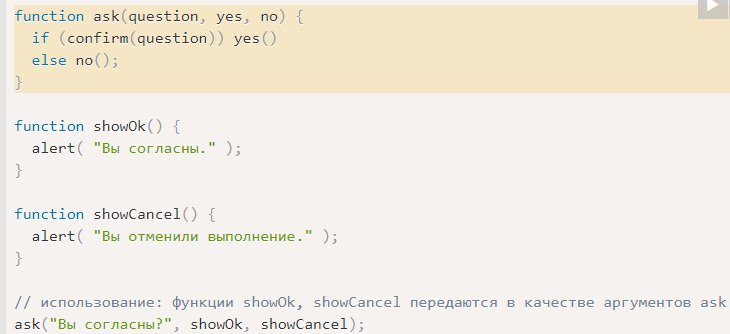 function ask(question, yes, no) {
  if (confirm(question)) yes()
  else no();
}

function showOk() {
  alert( "Вы согласны." );
}

function showCancel() {
  alert( "Вы отменили выполнение." );
}

// использование: функции showOk, showCancel передаются в качестве аргументов ask
ask("Вы согласны?", showOk, showCancel);